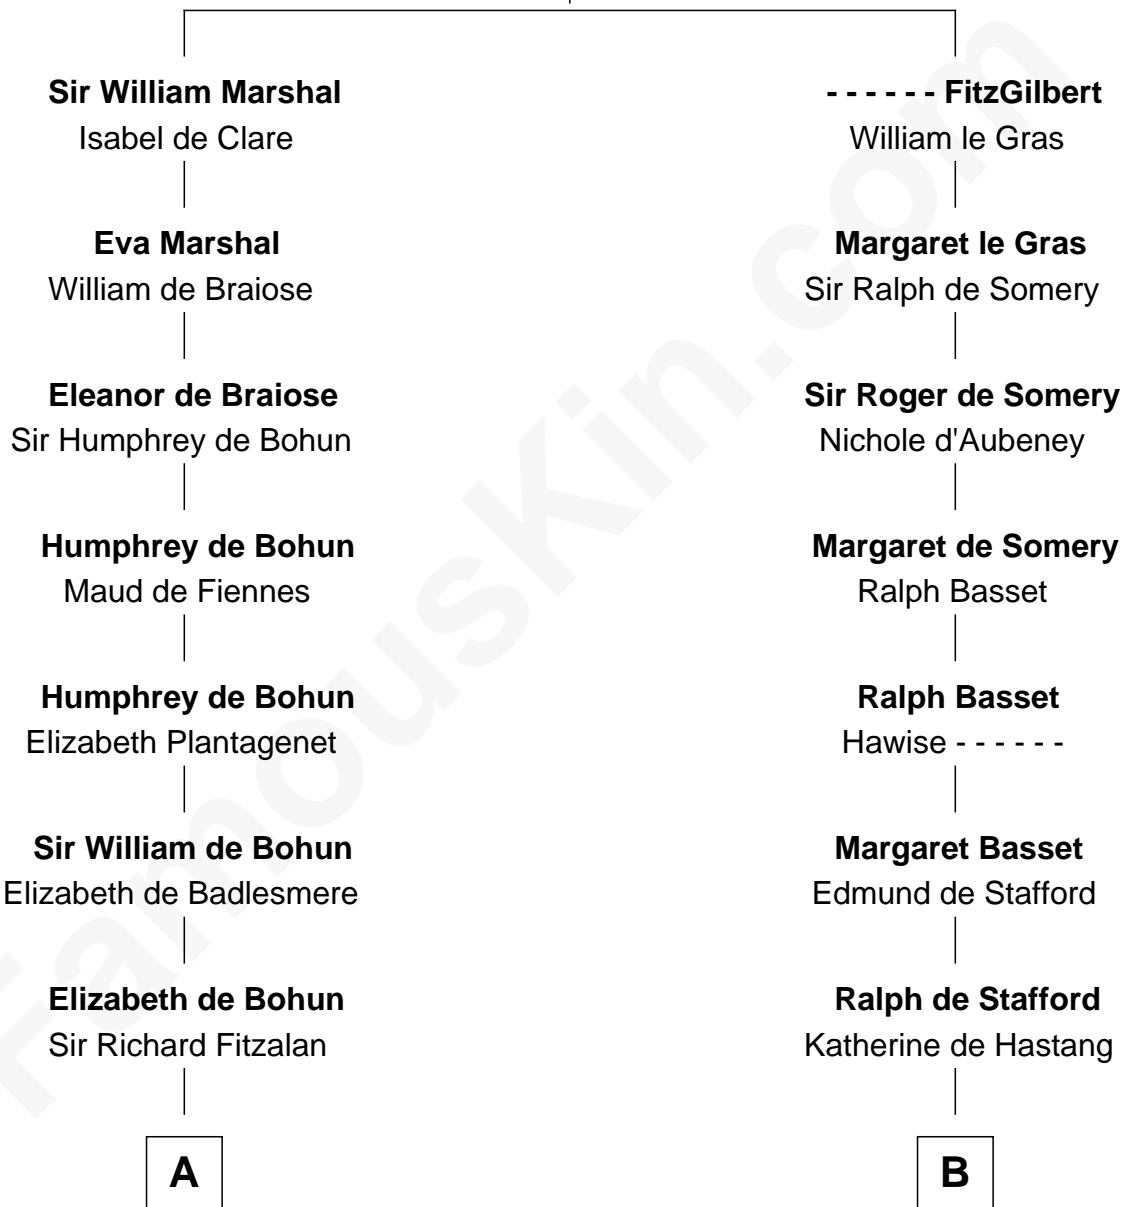 Sir William Marshal
Isabel de Clare
Eva Marshal
William de Braiose
Eleanor de Braiose
Sir Humphrey de Bohun
Humphrey de Bohun
Maud de Fiennes
Humphrey de Bohun
Elizabeth Plantagenet
Sir William de Bohun
Elizabeth de Badlesmere
Elizabeth de Bohun
Sir Richard Fitzalan
A
- - - - - - FitzGilbert
William le Gras
Margaret le Gras
Sir Ralph de Somery
Sir Roger de Somery
Nichole d'Aubeney
Margaret de Somery
Ralph Basset
Ralph Basset
Hawise - - - - - -
Margaret Basset
Edmund de Stafford
Ralph de Stafford
Katherine de Hastang
B
FamousKin.com